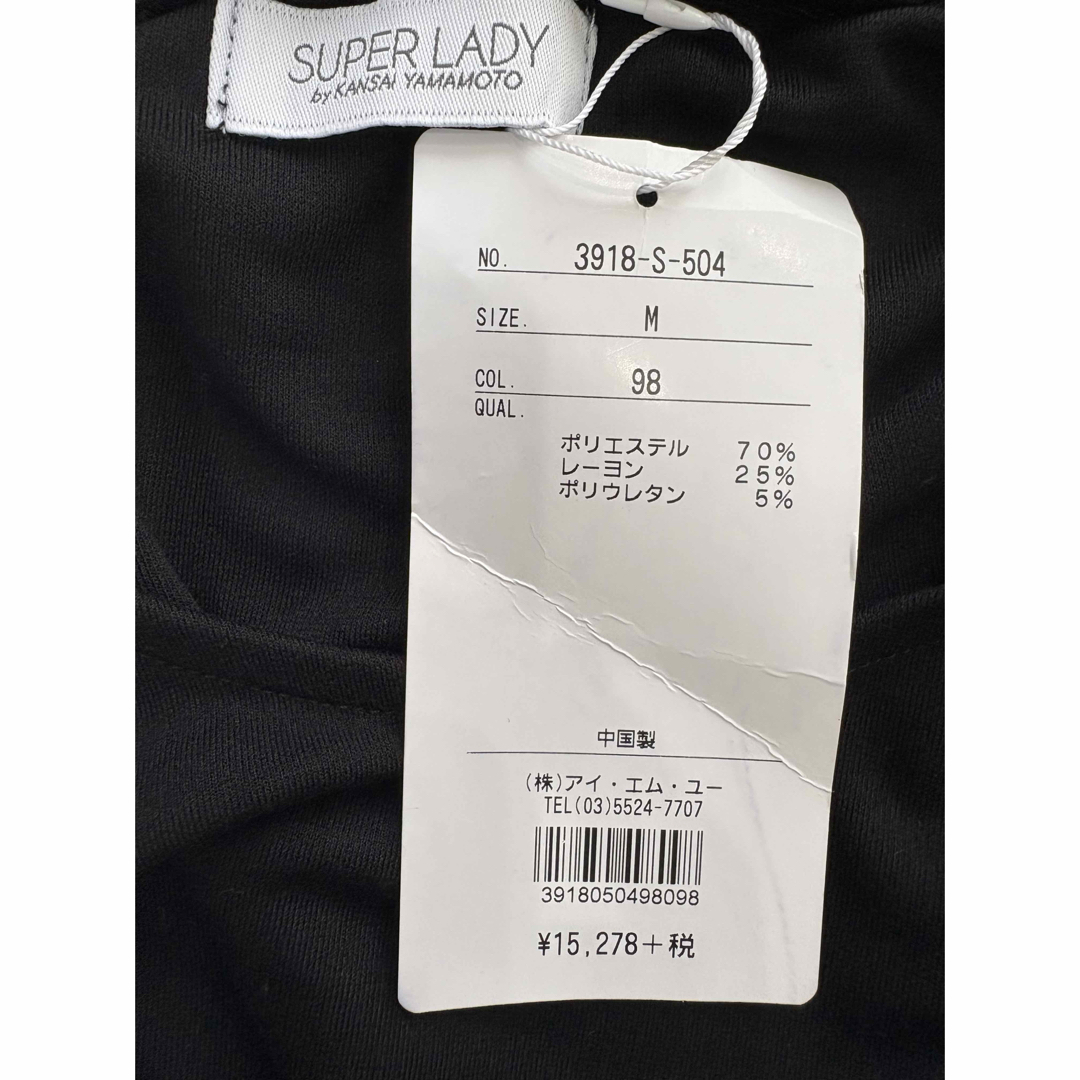 SUPER LADY
by KANSAI YAMAMOTO
NO. 3918-S-504
SIZE. M
COL. 98
QUAL.
ポリエステル 70%
レーヨン 25%
ポリウレタン 5%
中国製
(株)アイ・エム・ユー
TEL(03)5524-7707
3918050498098
¥15,278+税